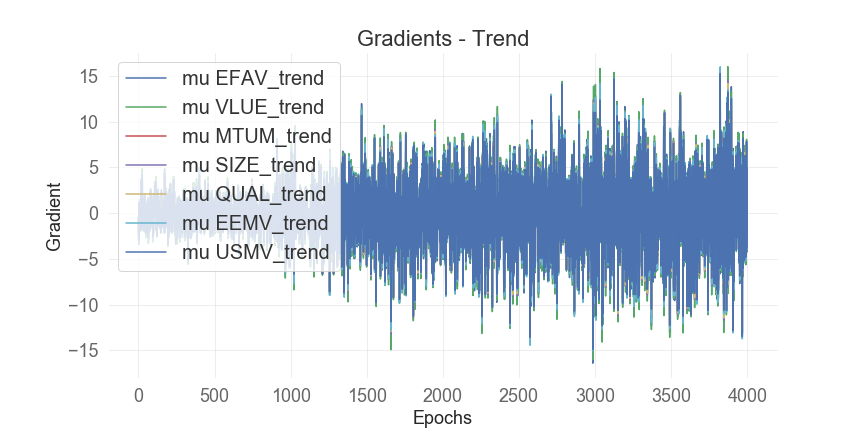 Gradients - Trend
mu EFAV_trend
mu VLUE_trend
mu MTUM_trend
mu SIZE_trend
mu QUAL_trend
mu EEMV_trend
mu USMV_trend
Gradient
15
10
5
0
−5
−10
−15
0 500 1000 1500 2000 2500 3000 3500 4000
Epochs